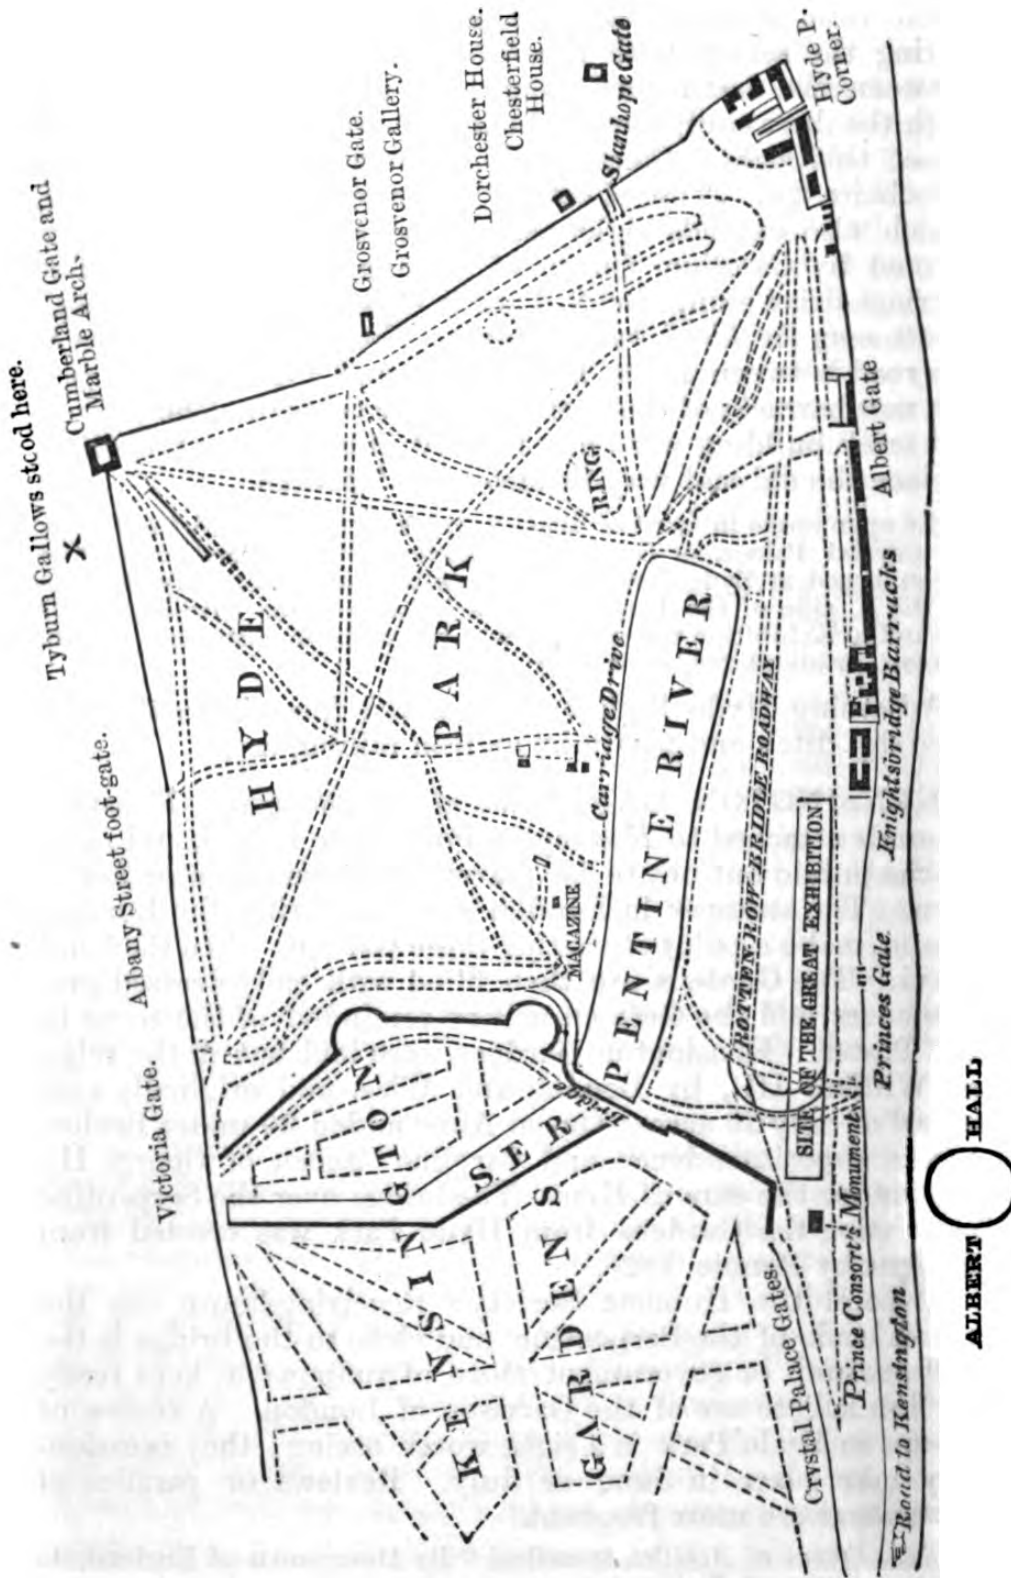 Tyburn Gallows stood here.
Cumberland Gate and
Marble Arch.
Grosvenor Gate.
Grosvenor Gallery.
Dorchester House.
Chesterfield
House.
Stanhope Gate
Hyde P.
Corner.
Albany Street foot-gate.
Victoria Gate.
HYDE
PARK
RING
Carriage Drive
MAGAZINE
Bridge
SERPENTINE RIVER
KENSINGTON
GARDENS
ROTTEN ROW OR BRIDLE ROADWAY
SITE OF THE GREAT EXHIBITION
Albert Gate
Knightsbridge Barracks
Princes Gate
Prince Consort's Monument
Crystal Palace Gates.
Road to Kensington
ALBERT HALL